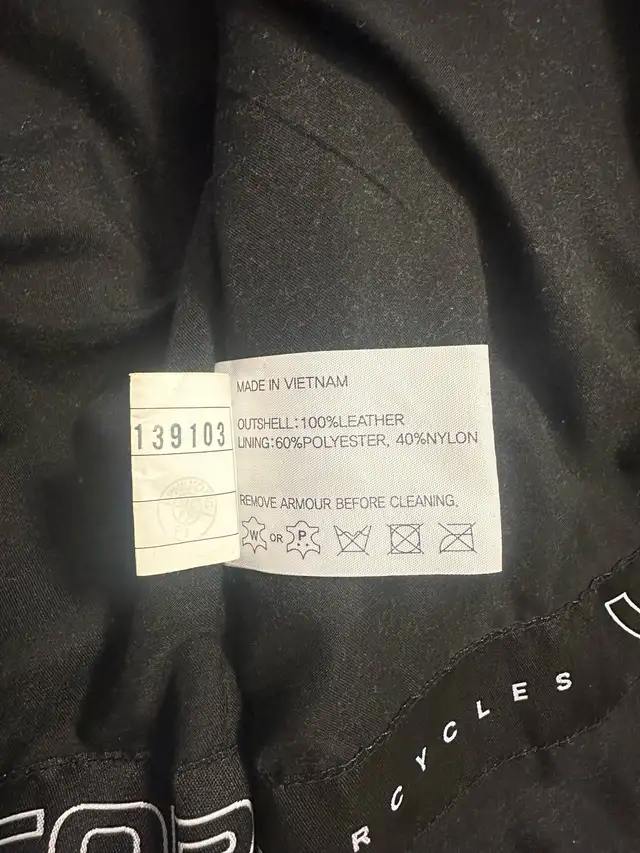 MADE IN VIETNAM
139103
OUTSHELL:100%LEATHER
LINING:60%POLYESTER, 40%NYLON
REMOVE ARMOUR BEFORE CLEANING.
W OR P
RCYCLES